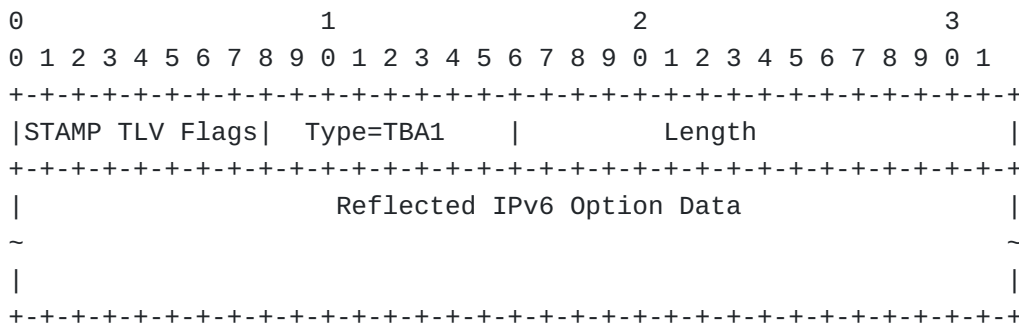 0                   1                   2                   3
0 1 2 3 4 5 6 7 8 9 0 1 2 3 4 5 6 7 8 9 0 1 2 3 4 5 6 7 8 9 0 1
+-+-+-+-+-+-+-+-+-+-+-+-+-+-+-+-+-+-+-+-+-+-+-+-+-+-+-+-+-+-+-+-+
|STAMP TLV Flags|  Type=TBA1    |         Length                |
+-+-+-+-+-+-+-+-+-+-+-+-+-+-+-+-+-+-+-+-+-+-+-+-+-+-+-+-+-+-+-+-+
|                    Reflected IPv6 Option Data                 |
~                                                               ~
|                                                               |
+-+-+-+-+-+-+-+-+-+-+-+-+-+-+-+-+-+-+-+-+-+-+-+-+-+-+-+-+-+-+-+-+